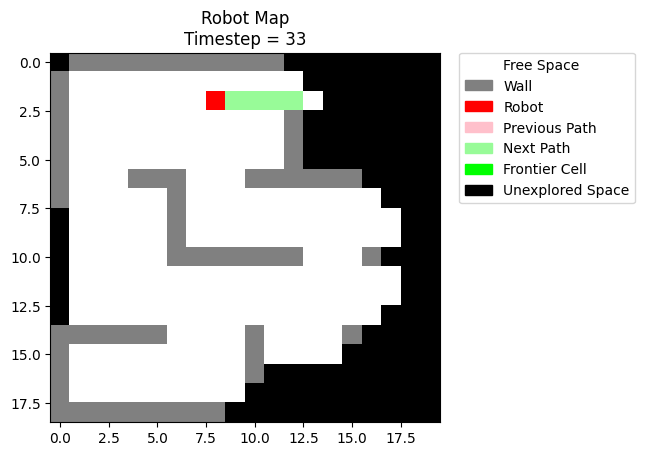 Robot Map
Timestep = 33
Free Space
Wall
Robot
Previous Path
Next Path
Frontier Cell
Unexplored Space
0.0
2.5
5.0
7.5
10.0
12.5
15.0
17.5
0.0 2.5 5.0 7.5 10.0 12.5 15.0 17.5